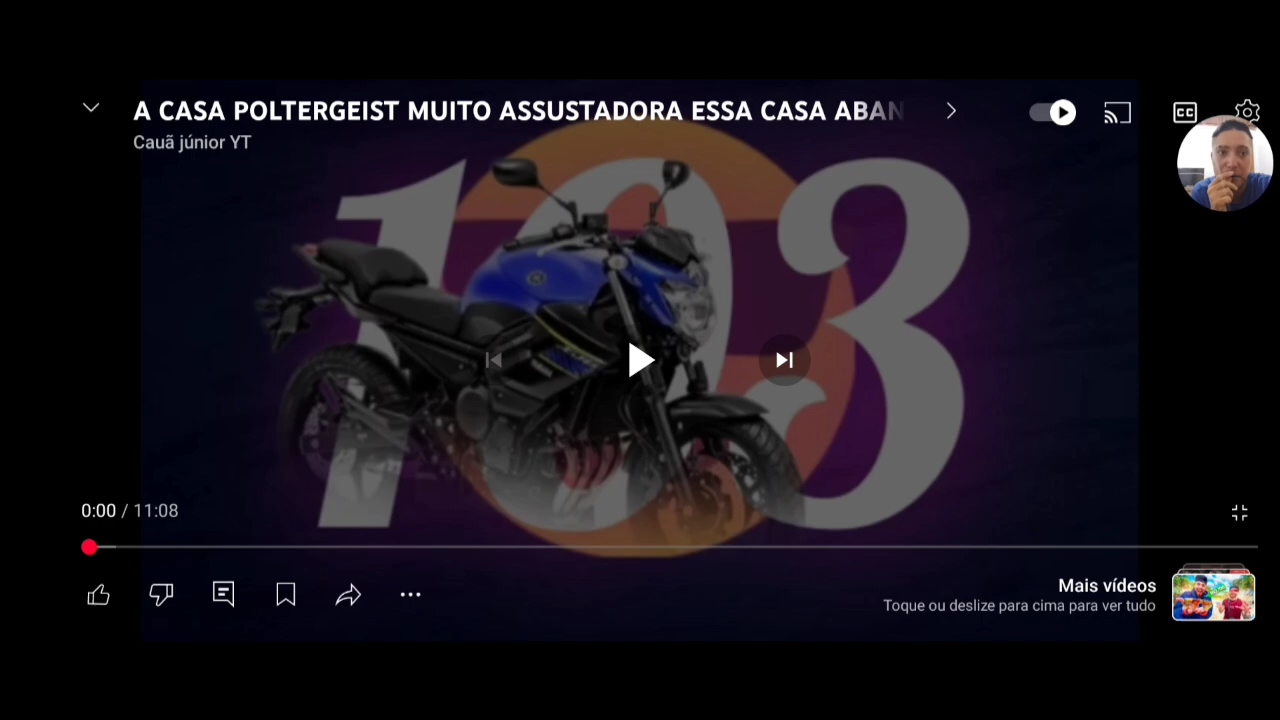 A CASA POLTERGEIST MUITO ASSUSTADORA ESSA CASA ABAN
Cauã júnior YT
CC
103
0:00 / 11:08
Mais vídeos
Toque ou deslize para cima para ver tudo